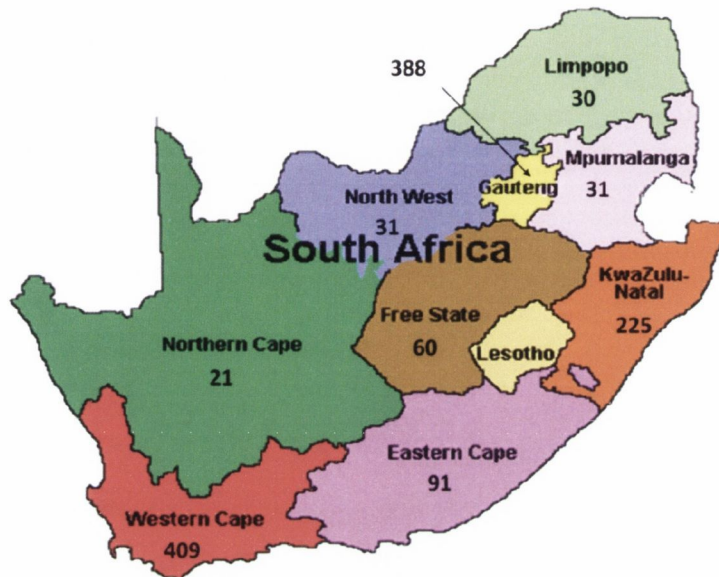 388
Limpopo
30
Mpumalanga
31
Gauteng
North West
31
South Africa
KwaZulu-
Natal
225
Free State
60
Lesotho
Northern Cape
21
Eastern Cape
91
Western Cape
409